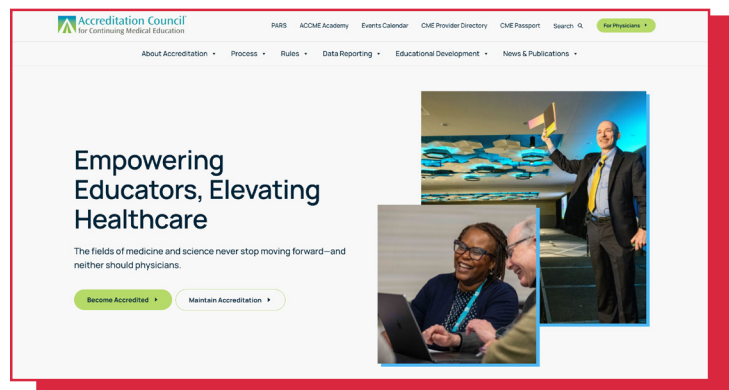 Accreditation Council
for Continuing Medical Education
PARS ACCME Academy Events Calendar CME Provider Directory CME Passport Search For Physicians
About Accreditation Process Rules Data Reporting Educational Development News & Publications
Empowering
Educators, Elevating
Healthcare
The fields of medicine and science never stop moving forward—and
neither should physicians.
Become Accredited Maintain Accreditation